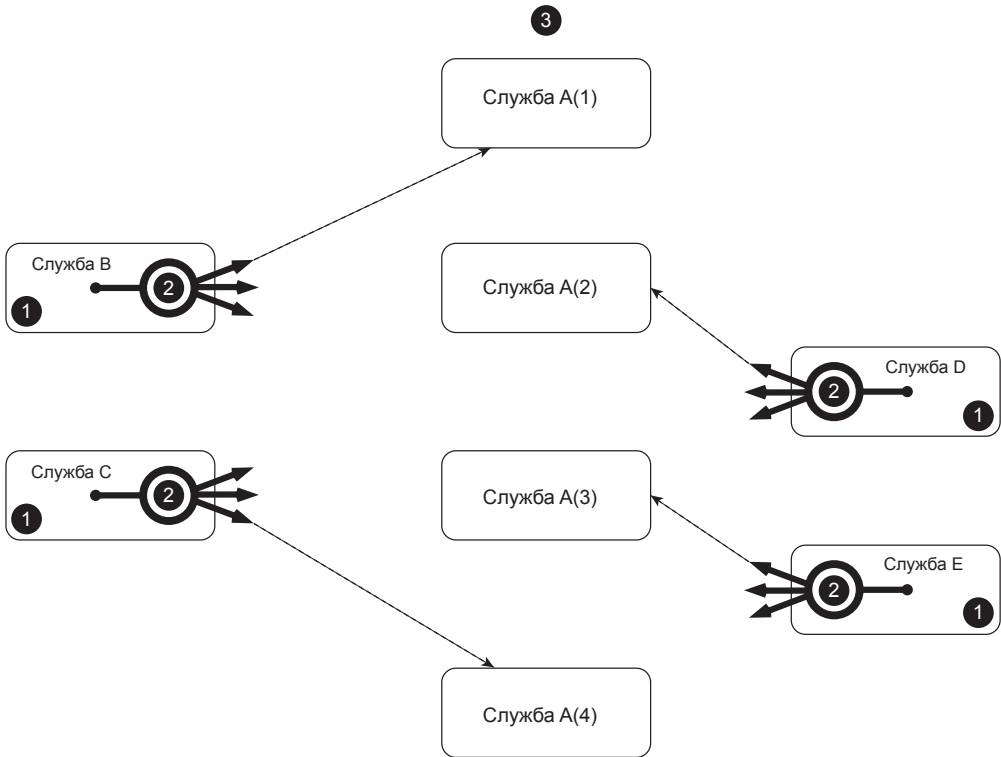 3
Служба A(1)
Служба B
2
1
Служба A(2)
Служба D
2
1
Служба C
2
1
Служба A(3)
Служба E
2
1
Служба A(4)